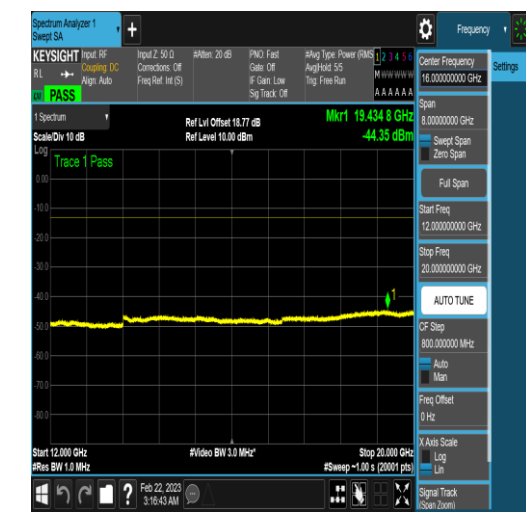 Spectrum Analyzer 1
Swept SA
+
Frequency
KEYSIGHT
Input: RF
Coupling: DC
Align: Auto
Input Z: 50 Ω
Corrections: Off
Freq Ref: Int (S)
#Atten: 20 dB
PNO: Fast
Gate: Off
IF Gain: Low
Sig Track: Off
#Avg Type: Power (RMS
Avg|Hold: 5/5
Trig: Free Run
1 2 3 4 5 6
M W W W W W
A A A A A A
RL
PASS
Center Frequency
16.000000000 GHz
Settings
Span
8.00000000 GHz
Swept Span
Zero Span
Full Span
Start Freq
12.000000000 GHz
Stop Freq
20.000000000 GHz
AUTO TUNE
CF Step
800.000000 MHz
Auto
Man
Freq Offset
0 Hz
X Axis Scale
Log
Lin
Signal Track
(Span Zoom)
1 Spectrum
Scale/Div 10 dB
Ref Lvl Offset 18.77 dB
Ref Level 10.00 dBm
Mkr1 19.434 8 GHz
-44.35 dBm
Log
Trace 1 Pass
0.00
-10.0
-20.0
-30.0
-40.0
-50.0
-60.0
-70.0
-80.0
1
Start 12.000 GHz
#Res BW 1.0 MHz
#Video BW 3.0 MHz*
Stop 20.000 GHz
#Sweep ~1.00 s (20001 pts)
?
Feb 22, 2023
3:16:43 AM